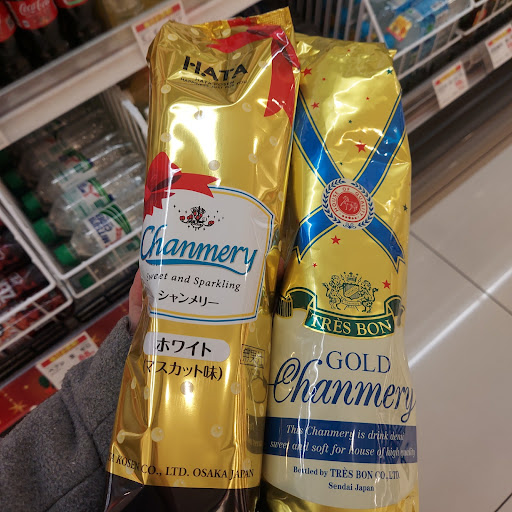 HATA
Chanmery
Sweet and Sparkling
シャンメリー
ホワイト
(マスカット味)
KOSEN CO., LTD. OSAKA JAPAN
TRÈS BON
GOLD
Chanmery
This Chanmery is drink demi
sweet and soft for house of high
Bottled by TRÈS BON CO., LTD.
Sendai Japan